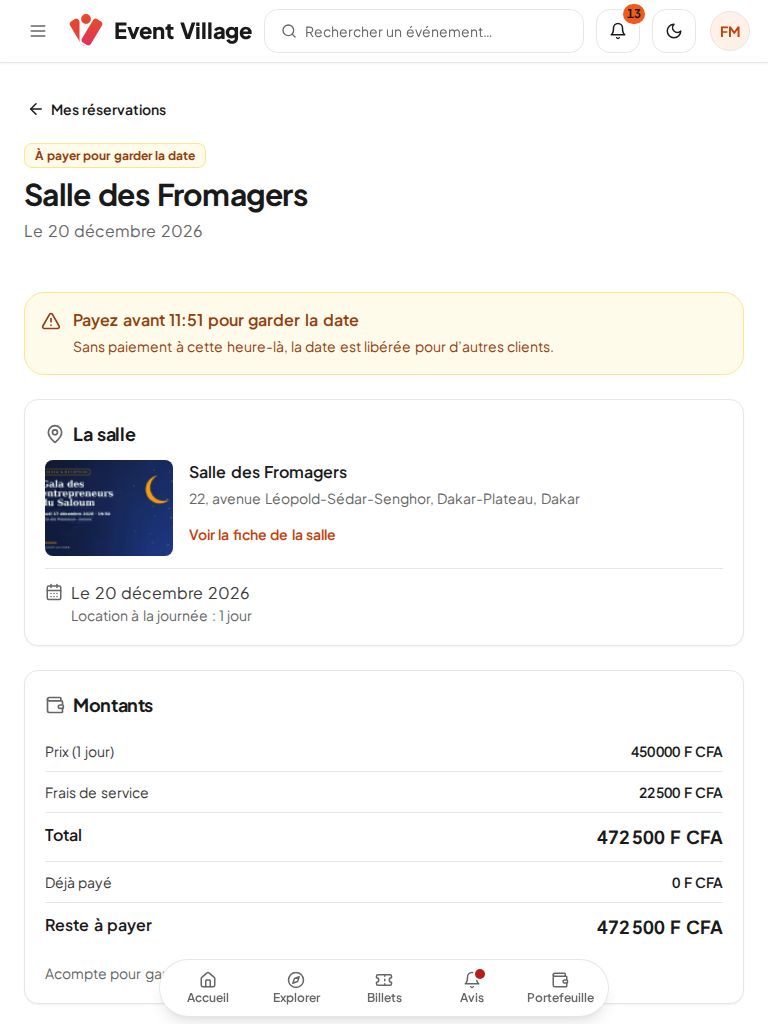 Event Village
Rechercher un événement...
13
FM
Mes réservations
À payer pour garder la date
Salle des Fromagers
Le 20 décembre 2026
Payez avant 11:51 pour garder la date
Sans paiement à cette heure-là, la date est libérée pour d'autres clients.
La salle
Gala des
entrepreneurs
du Saloum
Salle des Fromagers
22, avenue Léopold-Sédar-Senghor, Dakar-Plateau, Dakar
Voir la fiche de la salle
Le 20 décembre 2026
Location à la journée : 1 jour
Montants
Prix (1 jour) 450000 F CFA
Frais de service 22500 F CFA
Total 472 500 F CFA
Déjà payé 0 F CFA
Reste à payer 472 500 F CFA
Acompte pour
Accueil Explorer Billets Avis Portefeuille